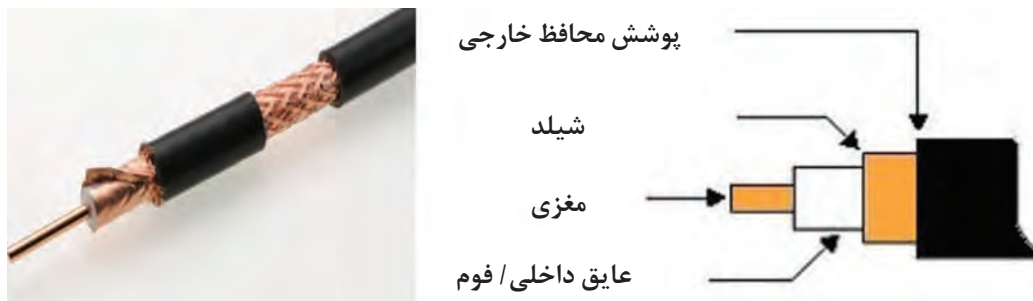 پوشش محافظ خارجی
شیلد
مغزی
عایق داخلی/ فوم